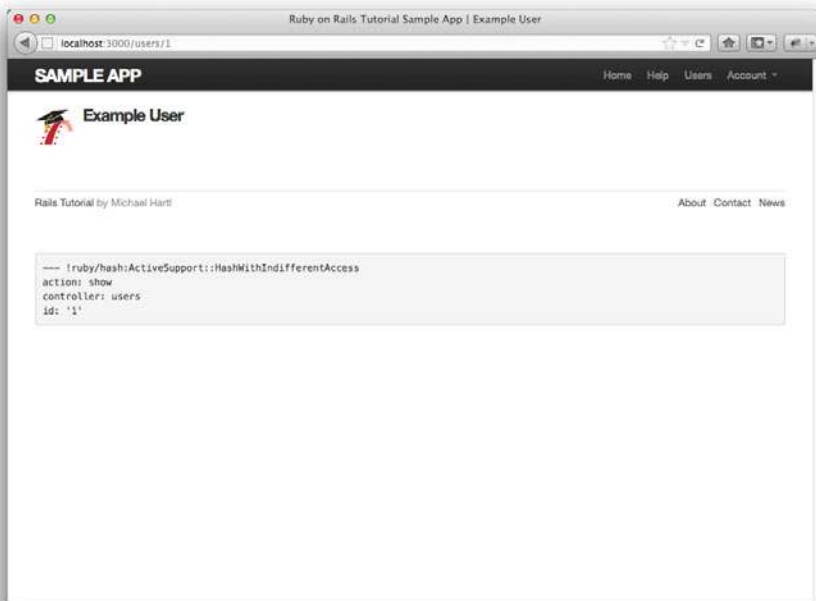 Ruby on Rails Tutorial Sample App | Example User
localhost:3000/users/1
SAMPLE APP
Home Help Users Account
Example User
Rails Tutorial by Michael Hartl
About Contact News
--- !ruby/hash:ActiveSupport::HashWithIndifferentAccess
action: show
controller: users
id: '1'